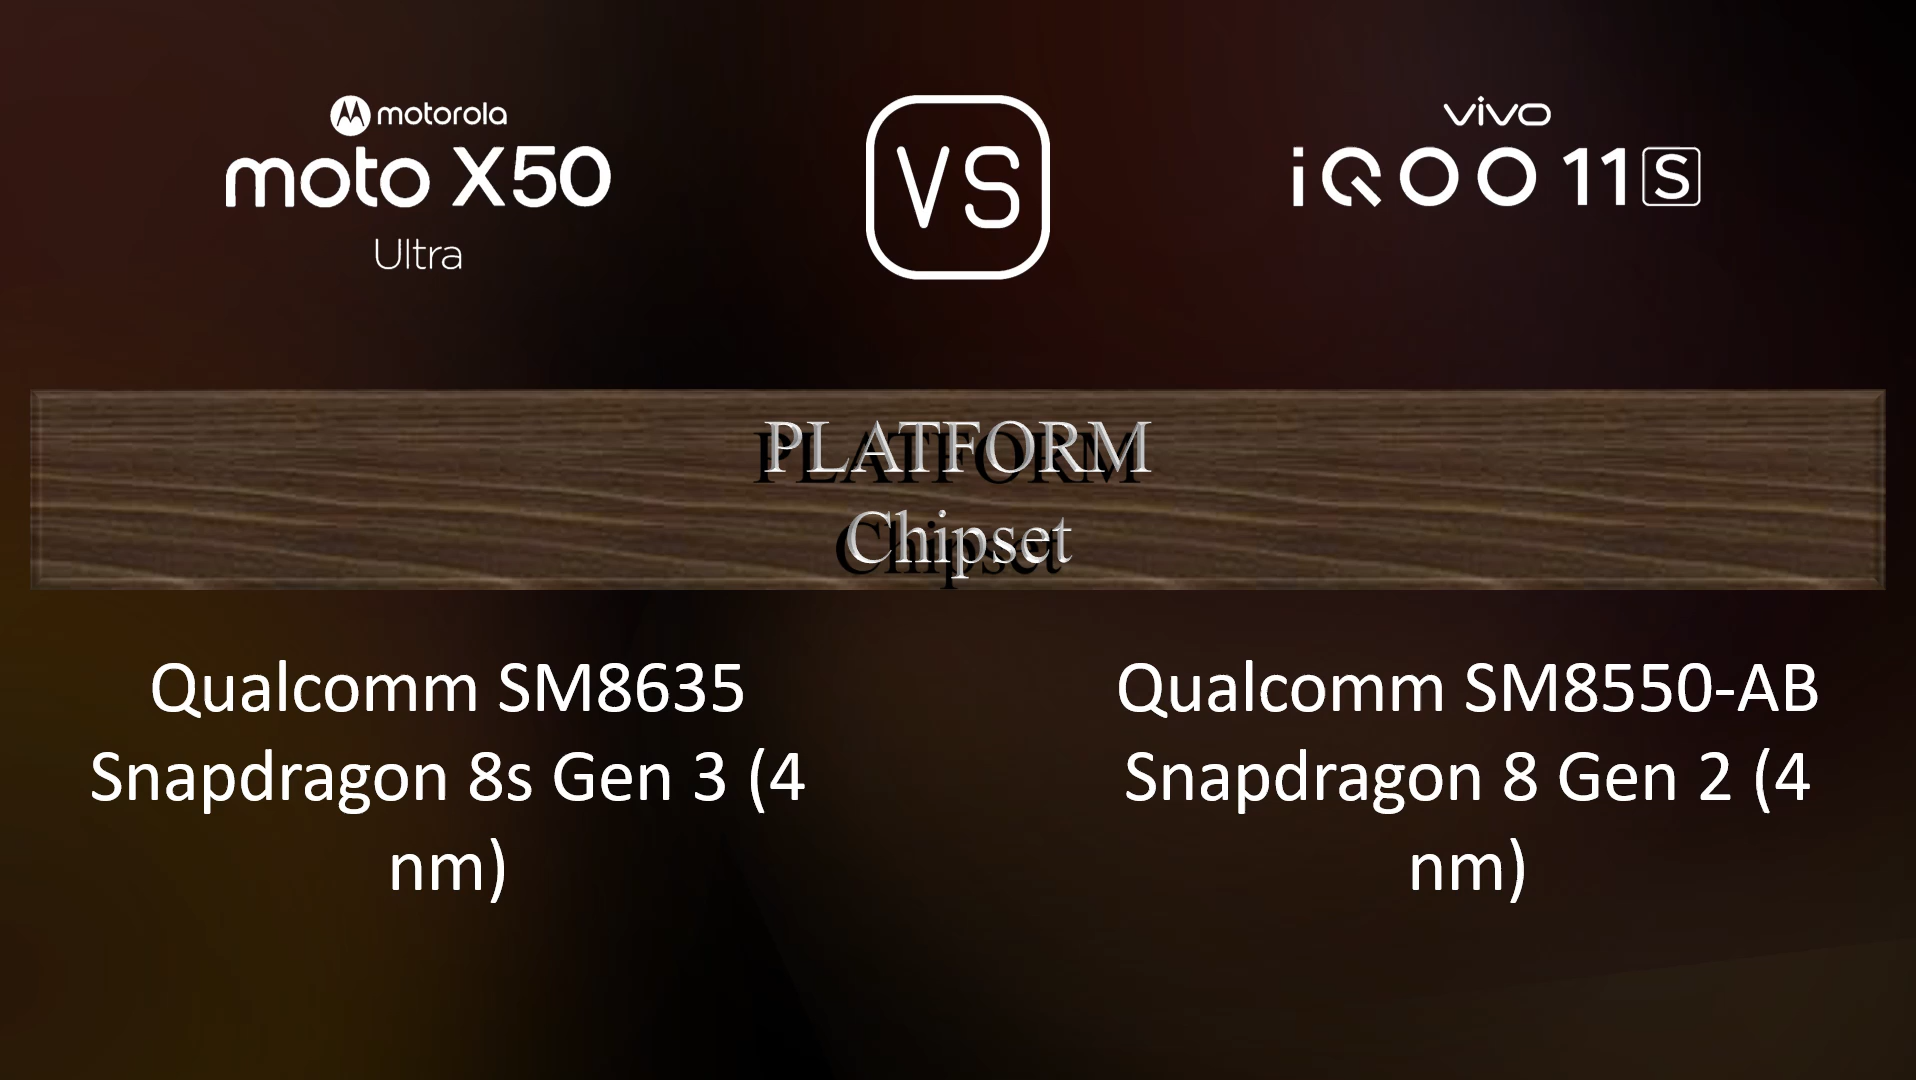 motorola
moto X50
Ultra
VS
vivo
iQOO 11S
PLATFORM
Chipset
Qualcomm SM8635
Snapdragon 8s Gen 3 (4
nm)
Qualcomm SM8550-AB
Snapdragon 8 Gen 2 (4
nm)